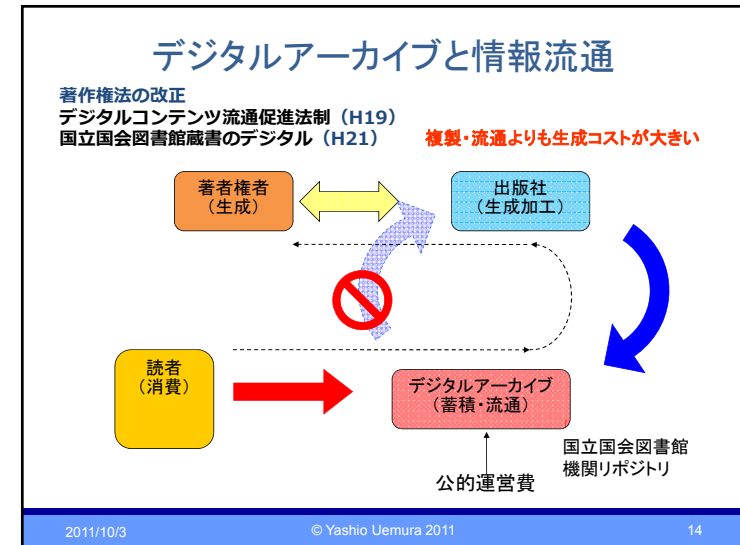 デジタルアーカイブと情報流通
著作権法の改正
デジタルコンテンツ流通促進法制（H19）
国立国会図書館蔵書のデジタル（H21）
複製・流通よりも生成コストが大きい
著者権者
（生成）
出版社
（生成加工）
読者
（消費）
デジタルアーカイブ
（蓄積・流通）
国立国会図書館
機関リポジトリ
公的運営費
2011/10/3
© Yashio Uemura 2011
14